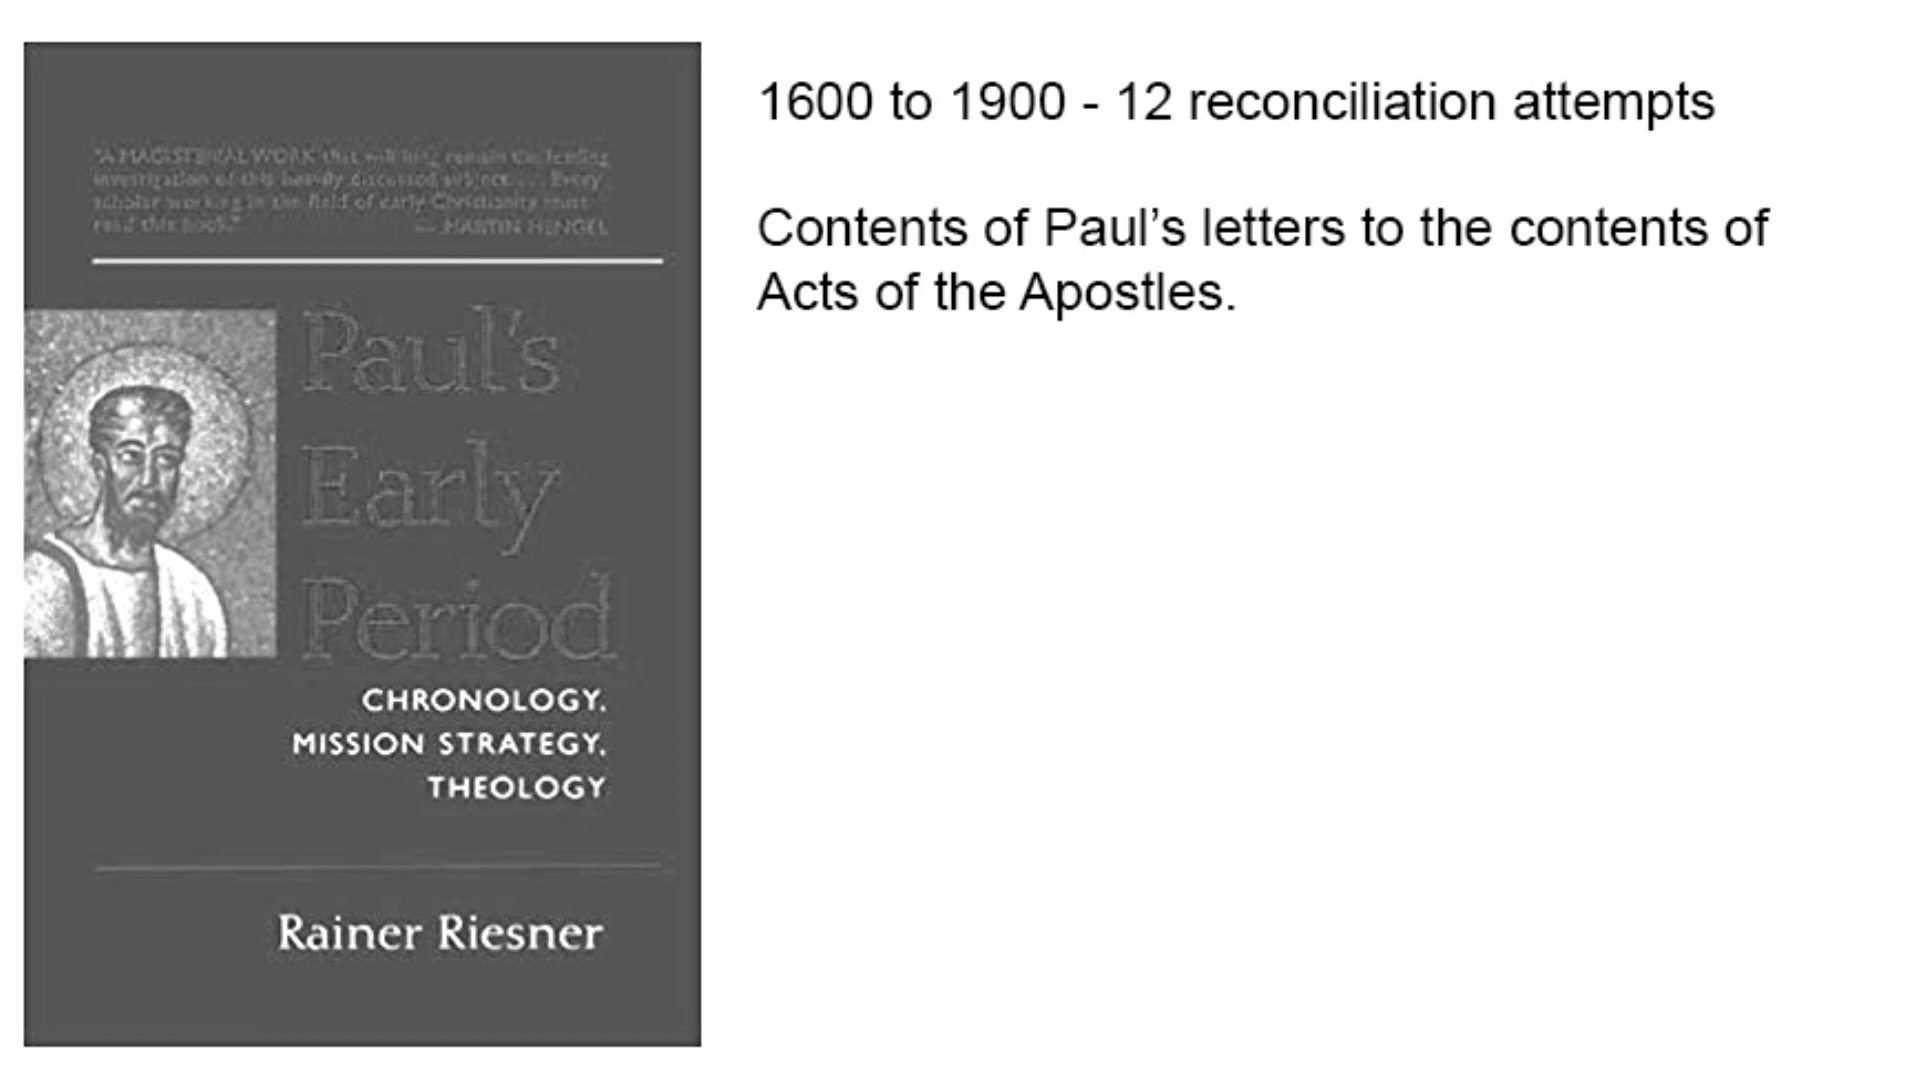 "A MAGISTERIAL WORK that will long remain the leading
investigation of this heavily discussed subject. . . . Every
scholar working in the field of early Christianity must
read this book."
— MARTIN HENGEL
Paul's
Early
Period
CHRONOLOGY,
MISSION STRATEGY,
THEOLOGY
Rainer Riesner
1600 to 1900 - 12 reconciliation attempts
Contents of Paul’s letters to the contents of
Acts of the Apostles.